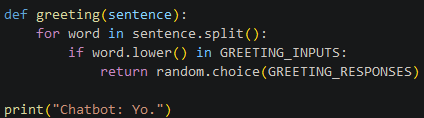 def greeting(sentence):
    for word in sentence.split():
        if word.lower() in GREETING_INPUTS:
            return random.choice(GREETING_RESPONSES)

print("Chatbot: Yo.")